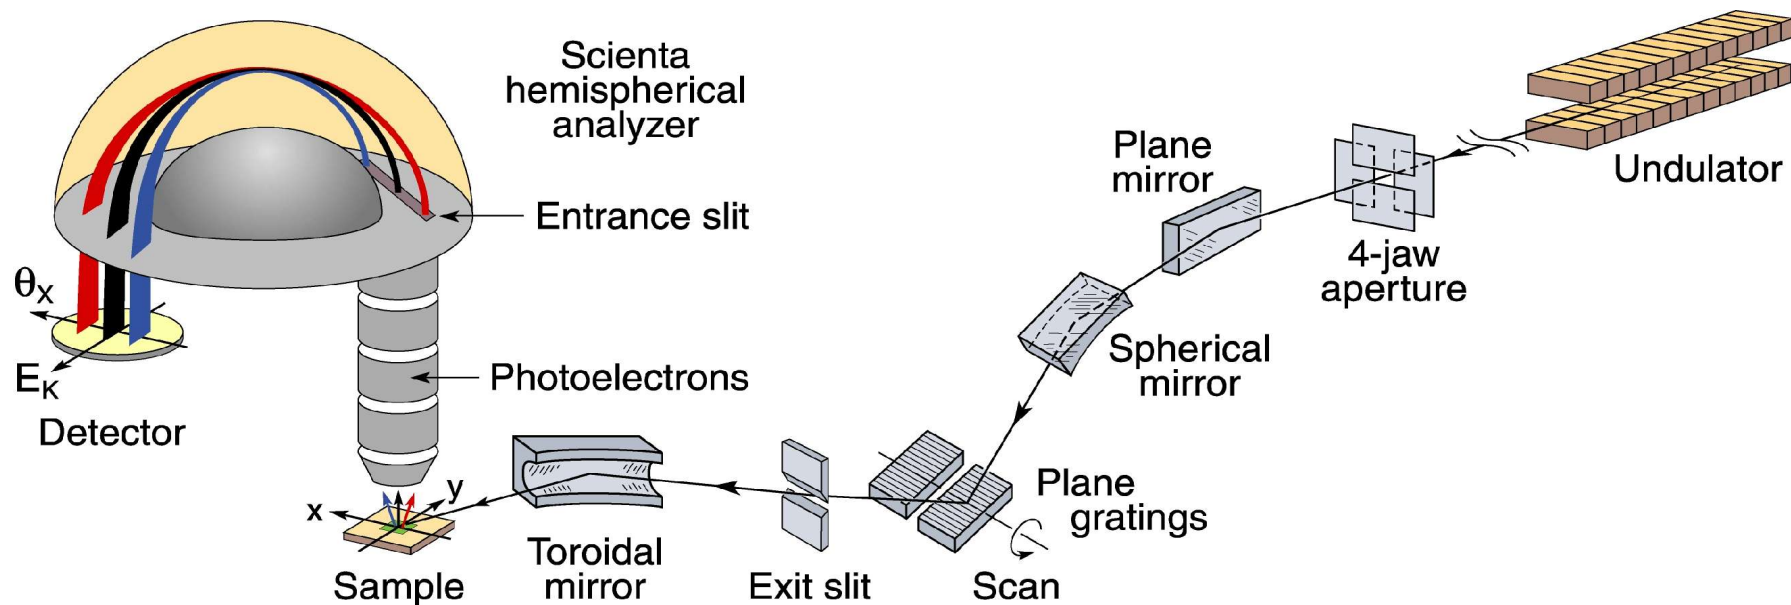 Scienta
hemispherical
analyzer
Entrance slit
θX
EK
Detector
Photoelectrons
x
y
Sample
Toroidal
mirror
Exit slit
Scan
Plane
gratings
Spherical
mirror
Plane
mirror
4-jaw
aperture
Undulator